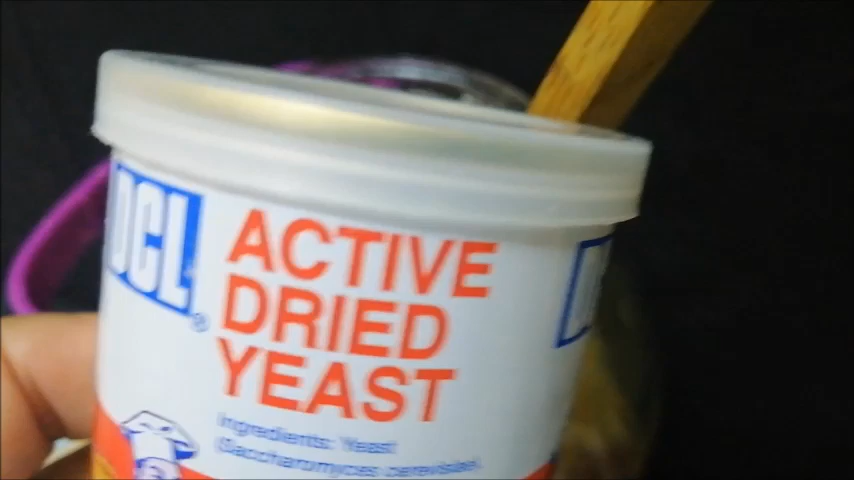 DCL
®
ACTIVE
DRIED
YEAST
Ingredients: Yeast
(Saccharomyces cerevisiae)